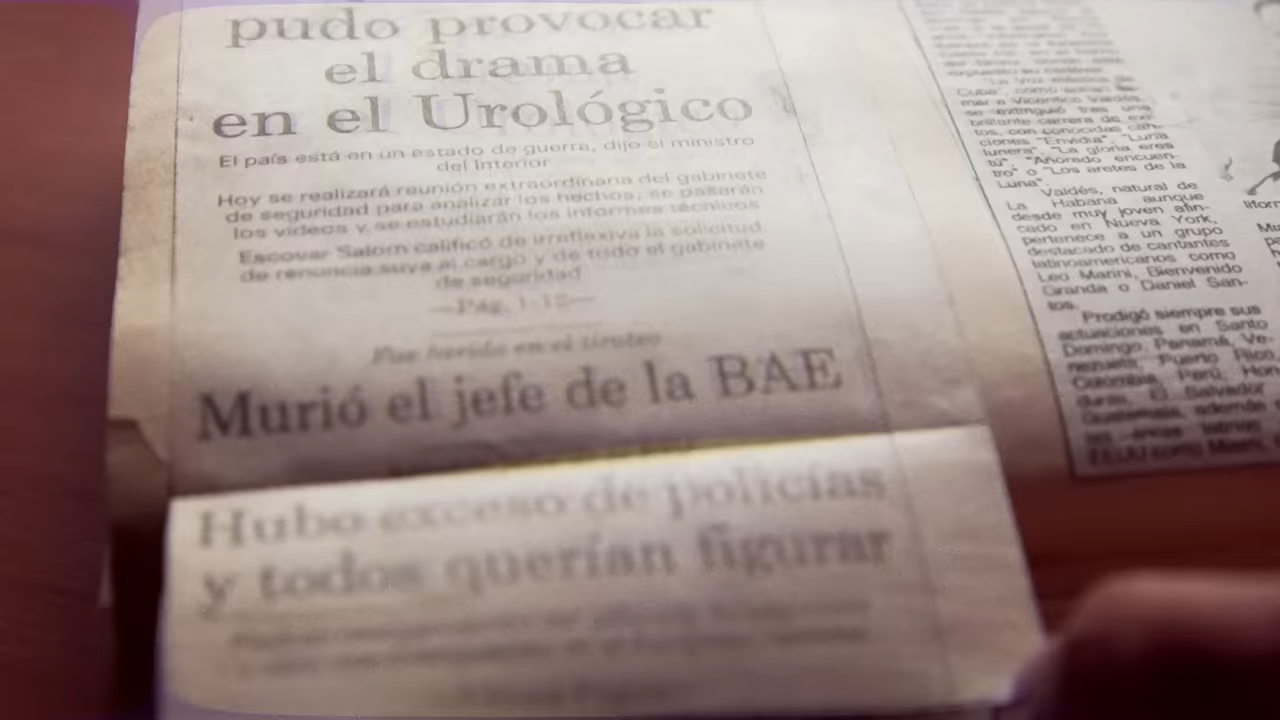 pudo provocar
el drama
en el Urológico
El país está en un estado de guerra, dijo el ministro
del Interior
Hoy se realizará reunión extraordinaria del gabinete
de seguridad para analizar los hechos, se pasarán
los videos y se estudiarán los informes técnicos
Escovar Salom calificó de irreflexiva la solicitud
de renuncia suya al cargo y de todo el gabinete
de seguridad
—Pág. 1-12—
Fue herido en el tiroteo
Murió el jefe de la BAE
Hubo exceso de policías
y todos querían figurar
"La Voz elástica de
Cuba", como
mar a Vicentico Valdés,
se extinguió tras una
brillante carrera de éxi-
tos, con conocidas can-
ciones "Envidia", "Luna
lunera", "La gloria eres
tú", "Añorado encuen-
tro" o "Los aretes de la
Luna".
Valdés, natural de
La Habana aunque
desde muy joven afin-
cado en Nueva York,
pertenece a un grupo
destacado de cantantes
latinoamericanos como
Leo Marini, Bienvenido
Granda o Daniel San-
tos.
Prodigó siempre sus
actuaciones en Santo
Domingo, Panamá, Ve-
nezuela, Puerto Rico,
Colombia, Perú, Hon-
duras, El Salvador
Guatemala, además
EEUU como Miami,